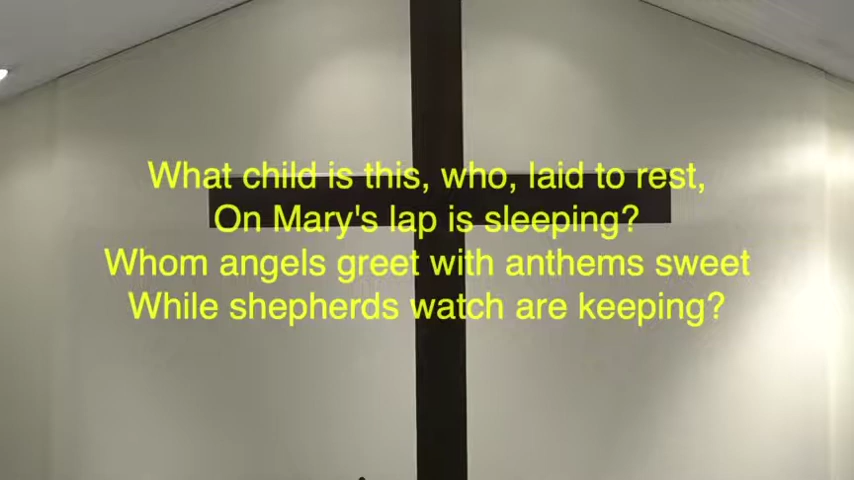 What child is this, who, laid to rest,
On Mary's lap is sleeping?
Whom angels greet with anthems sweet
While shepherds watch are keeping?